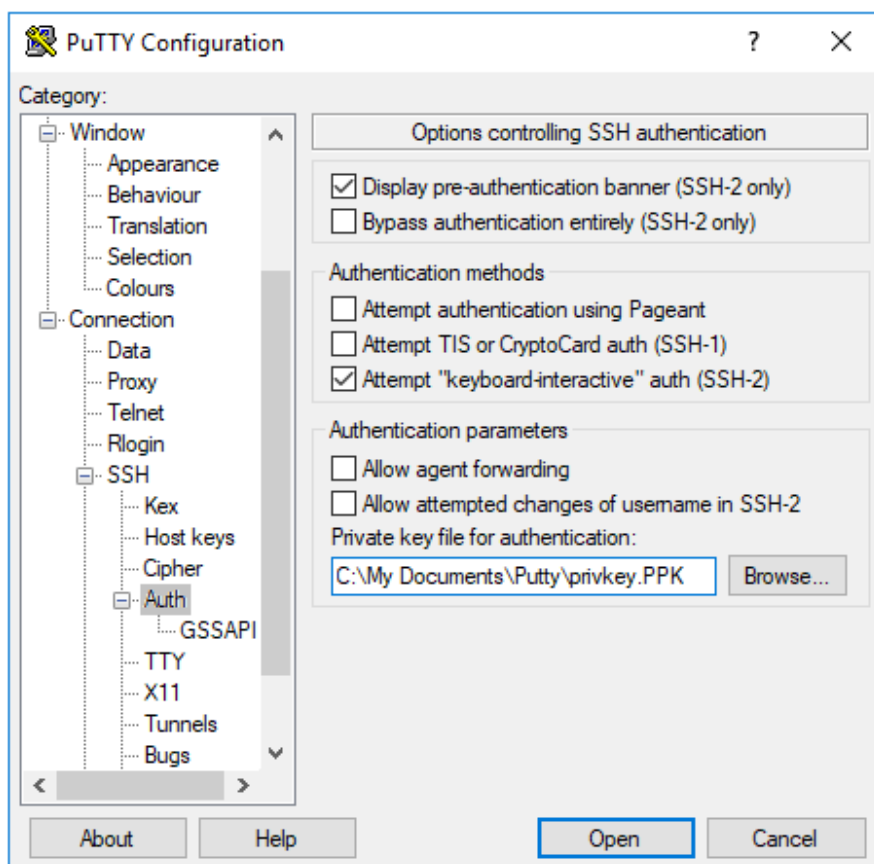 PuTTY Configuration
?
Category:
Window
Appearance
Behaviour
Translation
Selection
Colours
Connection
Data
Proxy
Telnet
Rlogin
SSH
Kex
Host keys
Cipher
Auth
GSSAPI
TTY
X11
Tunnels
Bugs
Options controlling SSH authentication
Display pre-authentication banner (SSH-2 only)
Bypass authentication entirely (SSH-2 only)
Authentication methods
Attempt authentication using Pageant
Attempt TIS or CryptoCard auth (SSH-1)
Attempt "keyboard-interactive" auth (SSH-2)
Authentication parameters
Allow agent forwarding
Allow attempted changes of username in SSH-2
Private key file for authentication:
C:\My Documents\Putty\privkey.PPK Browse...
About Help Open Cancel